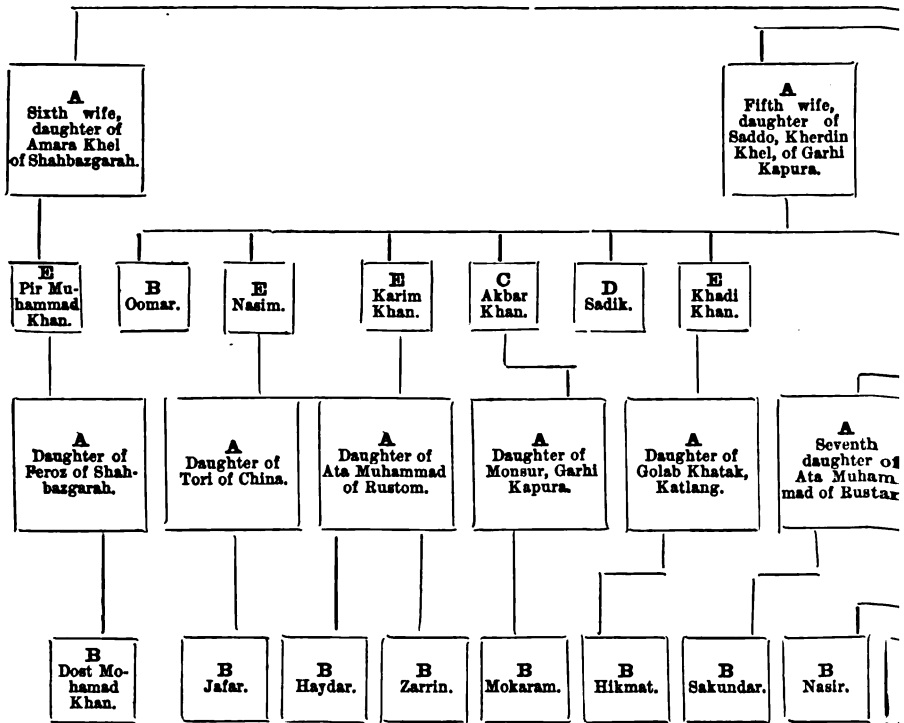 A
Sixth wife,
daughter of
Amara Khel
of Shahbazgarah.
A
Fifth wife,
daughter of
Saddo, Kherdin
Khel, of Garhi
Kapura.
E
Pir Mu-
hammad
Khan.
B
Oomar.
E
Nasim.
E
Karim
Khan.
C
Akbar
Khan.
D
Sadik.
E
Khadi
Khan.
A
Daughter of
Feroz of Shah-
bazgarah.
A
Daughter of
Tori of China.
A
Daughter of
Ata Muhammad
of Rustom.
A
Daughter of
Monsur, Garhi
Kapura.
A
Daughter of
Golab Khatak,
Katlang.
A
Seventh
daughter of
Ata Muham
mad of Rustar
B
Dost Mo-
hamad
Khan.
B
Jafar.
B
Haydar.
B
Zarrin.
B
Mokaram.
B
Hikmat.
B
Sakundar.
B
Nasir.